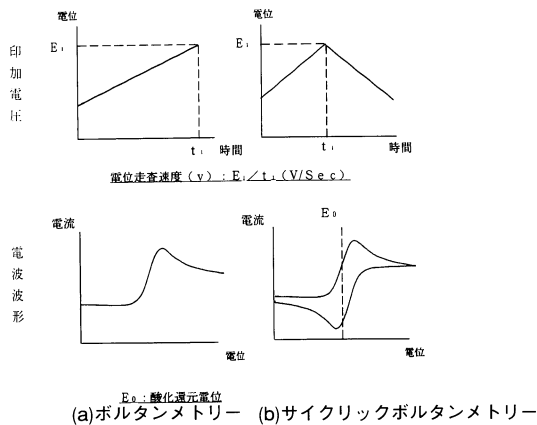 電位
電位
印加電圧
E₁
E₁
t₁
時間
t₁
時間
電位走査速度(v):E₁/t₁(V/Sec)
電流
電流
E₀
電波波形
電位
電位
E₀:酸化還元電位
(a)ボルタンメトリー
(b)サイクリックボルタンメトリー